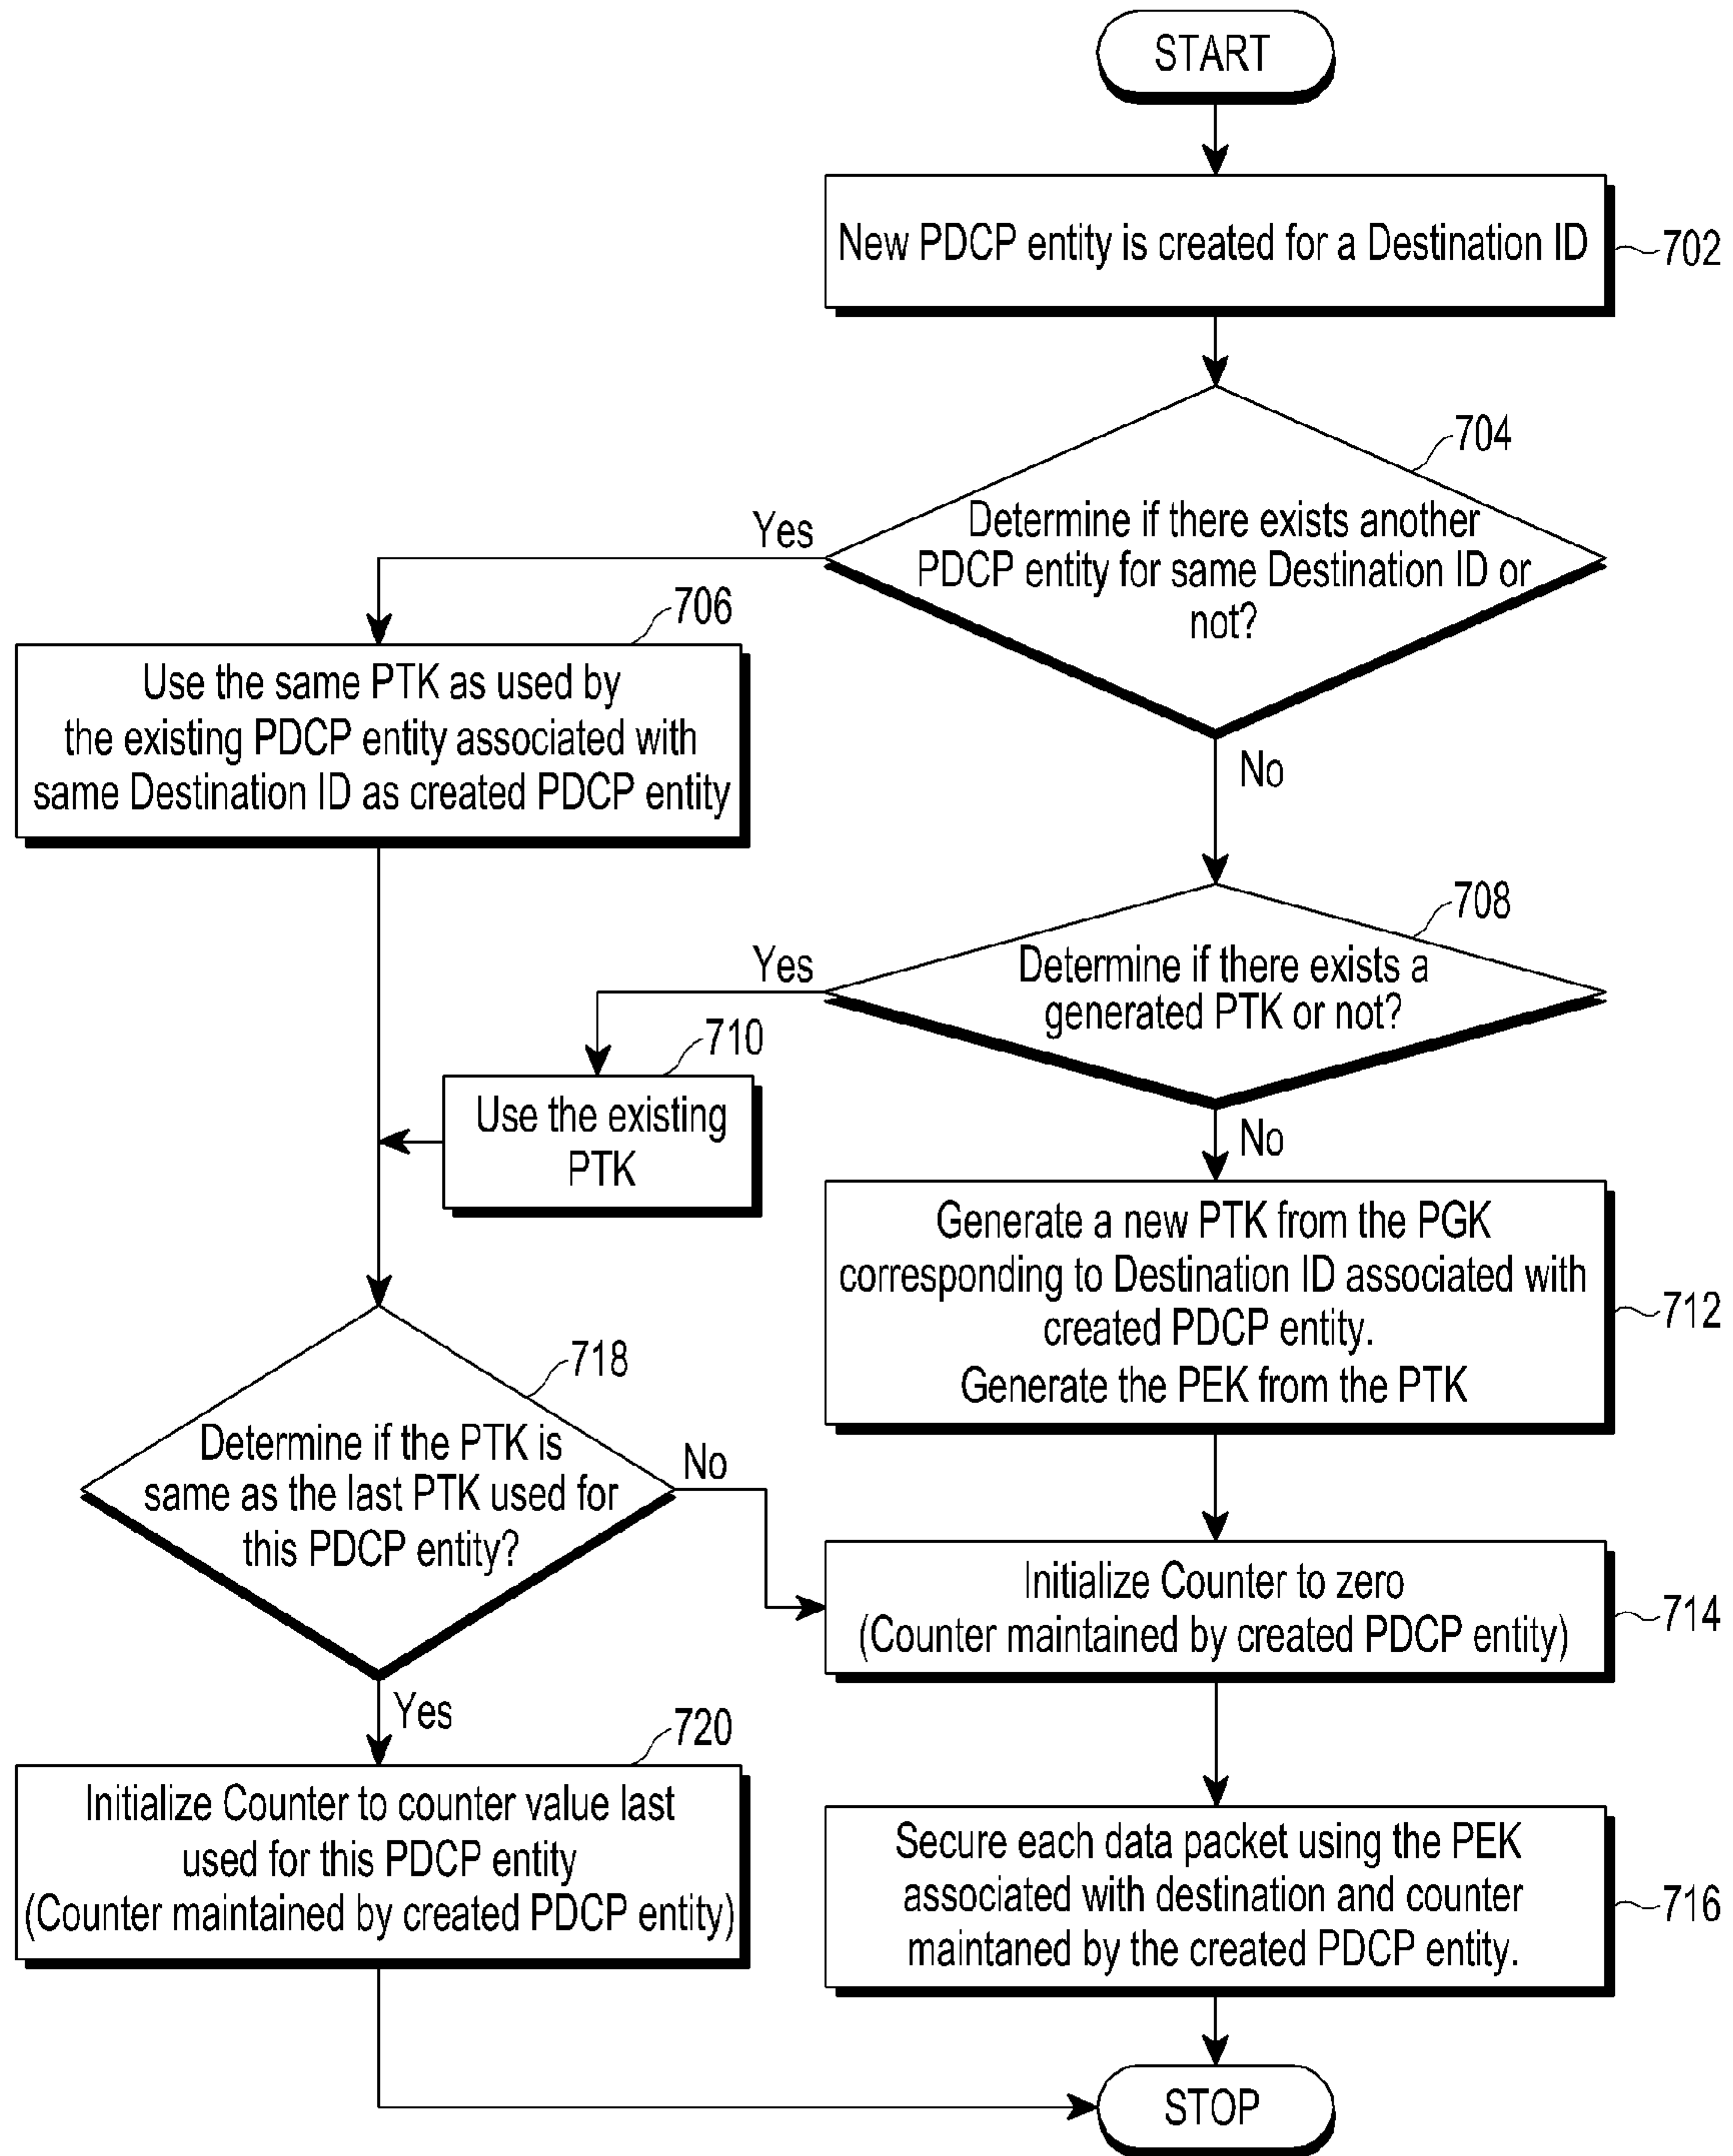 START
New PDCP entity is created for a Destination ID
702
704
Determine if there exists another
PDCP entity for same Destination ID or
not?
Yes
No
706
Use the same PTK as used by
the existing PDCP entity associated with
same Destination ID as created PDCP entity
708
Determine if there exists a
generated PTK or not?
Yes
No
710
Use the existing
PTK
Generate a new PTK from the PGK
corresponding to Destination ID associated with
created PDCP entity.
Generate the PEK from the PTK
712
718
Determine if the PTK is
same as the last PTK used for
this PDCP entity?
No
Yes
Initialize Counter to zero
(Counter maintained by created PDCP entity)
714
720
Initialize Counter to counter value last
used for this PDCP entity
(Counter maintained by created PDCP entity)
Secure each data packet using the PEK
associated with destination and counter
maintaned by the created PDCP entity.
716
STOP